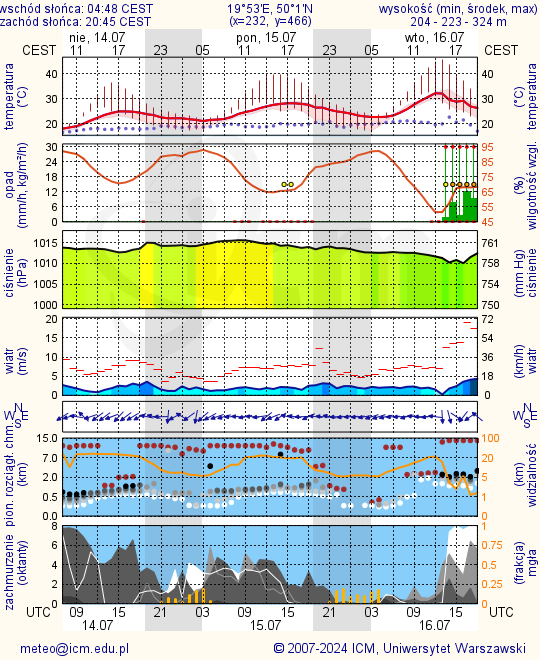 wschód słońca: 04:48 CEST 19°53'E, 50°1'N wysokość (min, środek, max)
zachód słońca: 20:45 CEST (x=232, y=466) 204 - 223 - 324 m
nie, 14.07 pon, 15.07 wto, 16.07
CEST 11 17 23 05 11 17 23 05 11 17 CEST
temperatura (°C)
40 30 20
40 30 20
temperatura (°C)
opad (mm/h, kg/m²/h)
30 24 18 12 6 0
95 85 75 65 55 45
wilgotność wzgl. (%)
ciśnienie (hPa)
1015 1010 1005 1000
761 758 754 750
(mm Hg) ciśnienie
wiatr (m/s)
20 15 10 5 0
72 54 36 18 0
(km/h) wiatr
N W E S
N W E S
pion. rozciągł. chm. (km)
15.0 7.0 2.0 0.5 0.0
100 20 5 1 0
(km) widzialność
zachmurzenie (oktanty)
8 6 4 2 0
1 0.75 0.5 0.25 0
(frakcja) mgła
UTC 09 15 21 03 09 15 21 03 09 15 UTC
14.07 15.07 16.07
meteo@icm.edu.pl © 2007-2024 ICM, Uniwersytet Warszawski